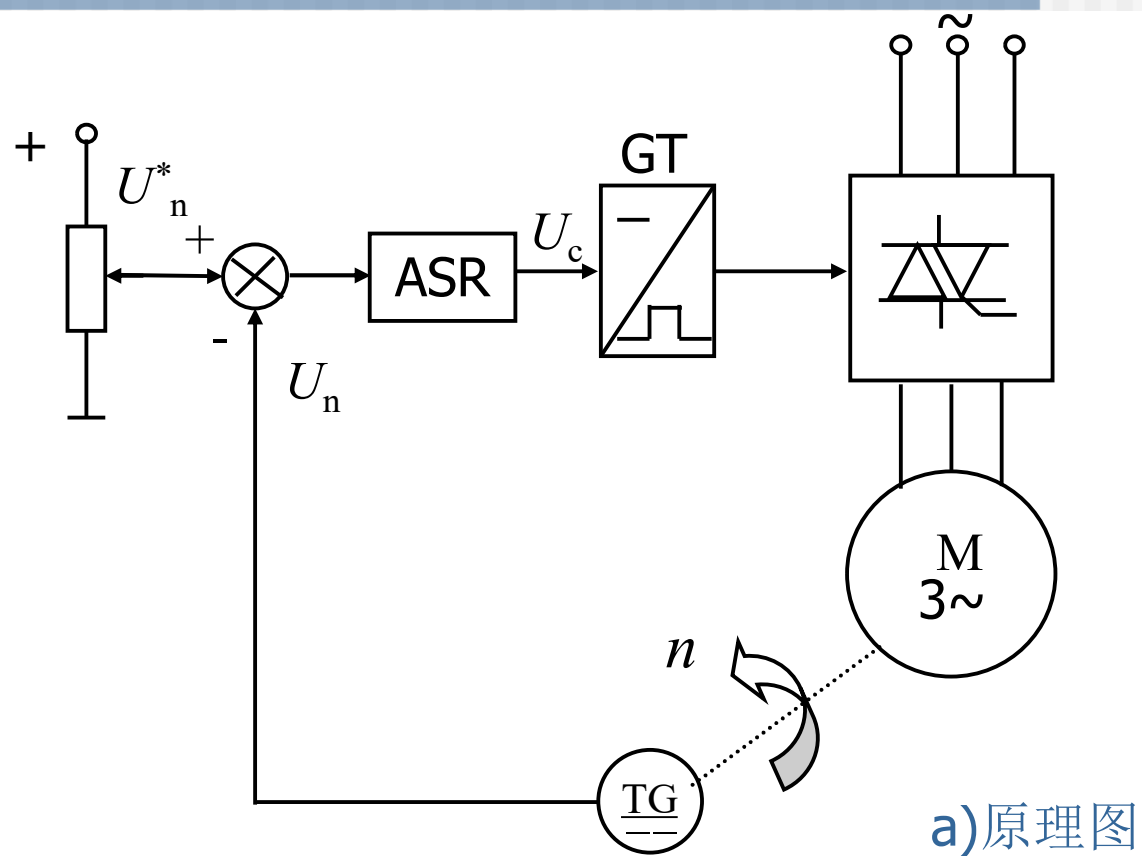 ~
+
GT
U*n
+
Uc
ASR
-
Un
M
3~
n
TG
a)原理图